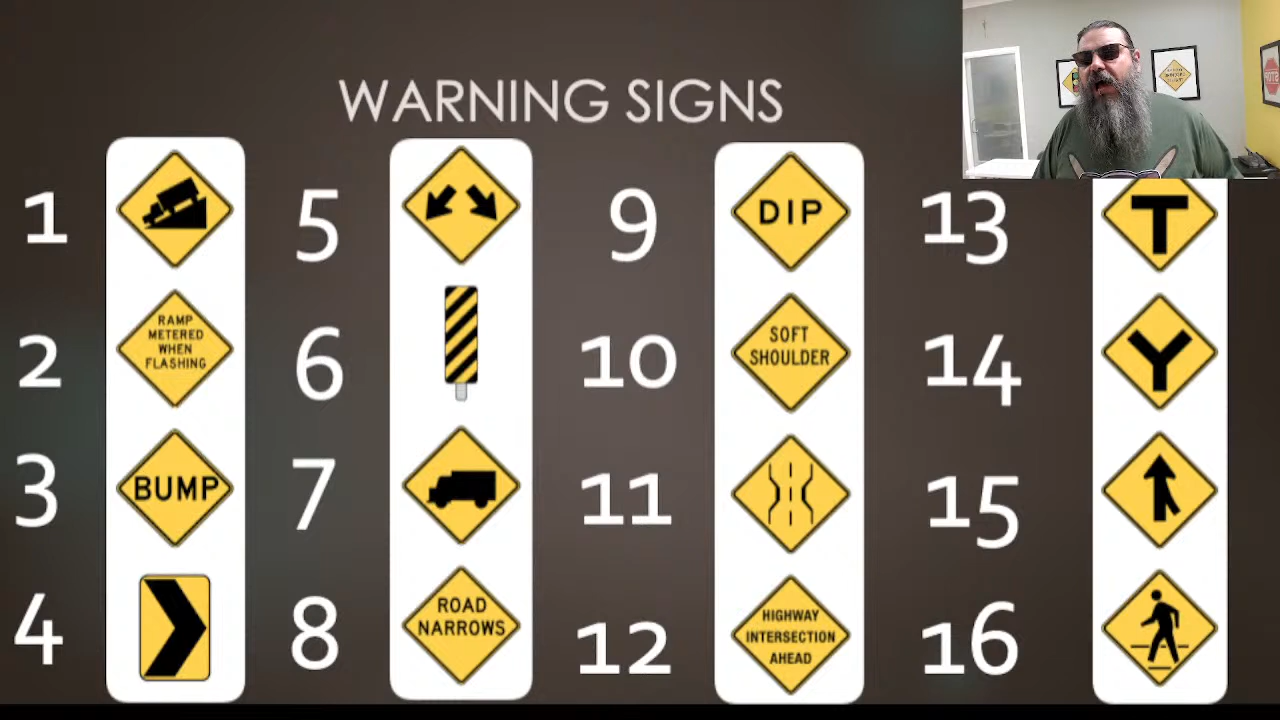 WARNING SIGNS
1
2
RAMP
METERED
WHEN
FLASHING
3
BUMP
4
5
6
7
8
ROAD
NARROWS
9
DIP
10
SOFT
SHOULDER
11
12
HIGHWAY
INTERSECTION
AHEAD
13
14
15
16